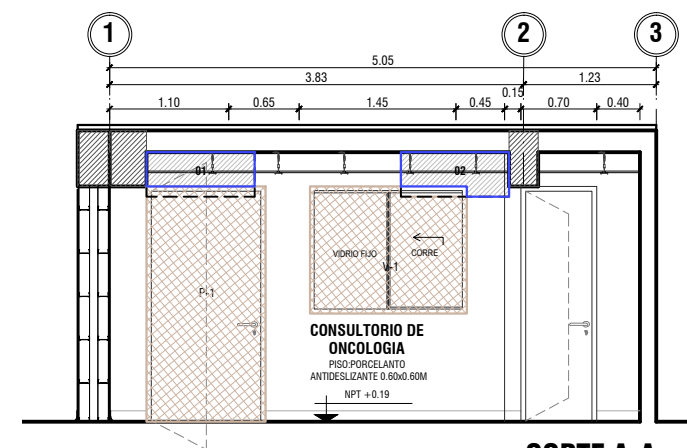 1 2 3
5.05
3.83 1.23
0.15
1.10 0.65 1.45 0.45 0.70 0.40
01 02
VIDRIO FIJO CORRE
V-1
P-1
CONSULTORIO DE
ONCOLOGIA
PISO:PORCELANTO
ANTIDESLIZANTE 0.60x0.60M
NPT +0.19
CORTE A-A